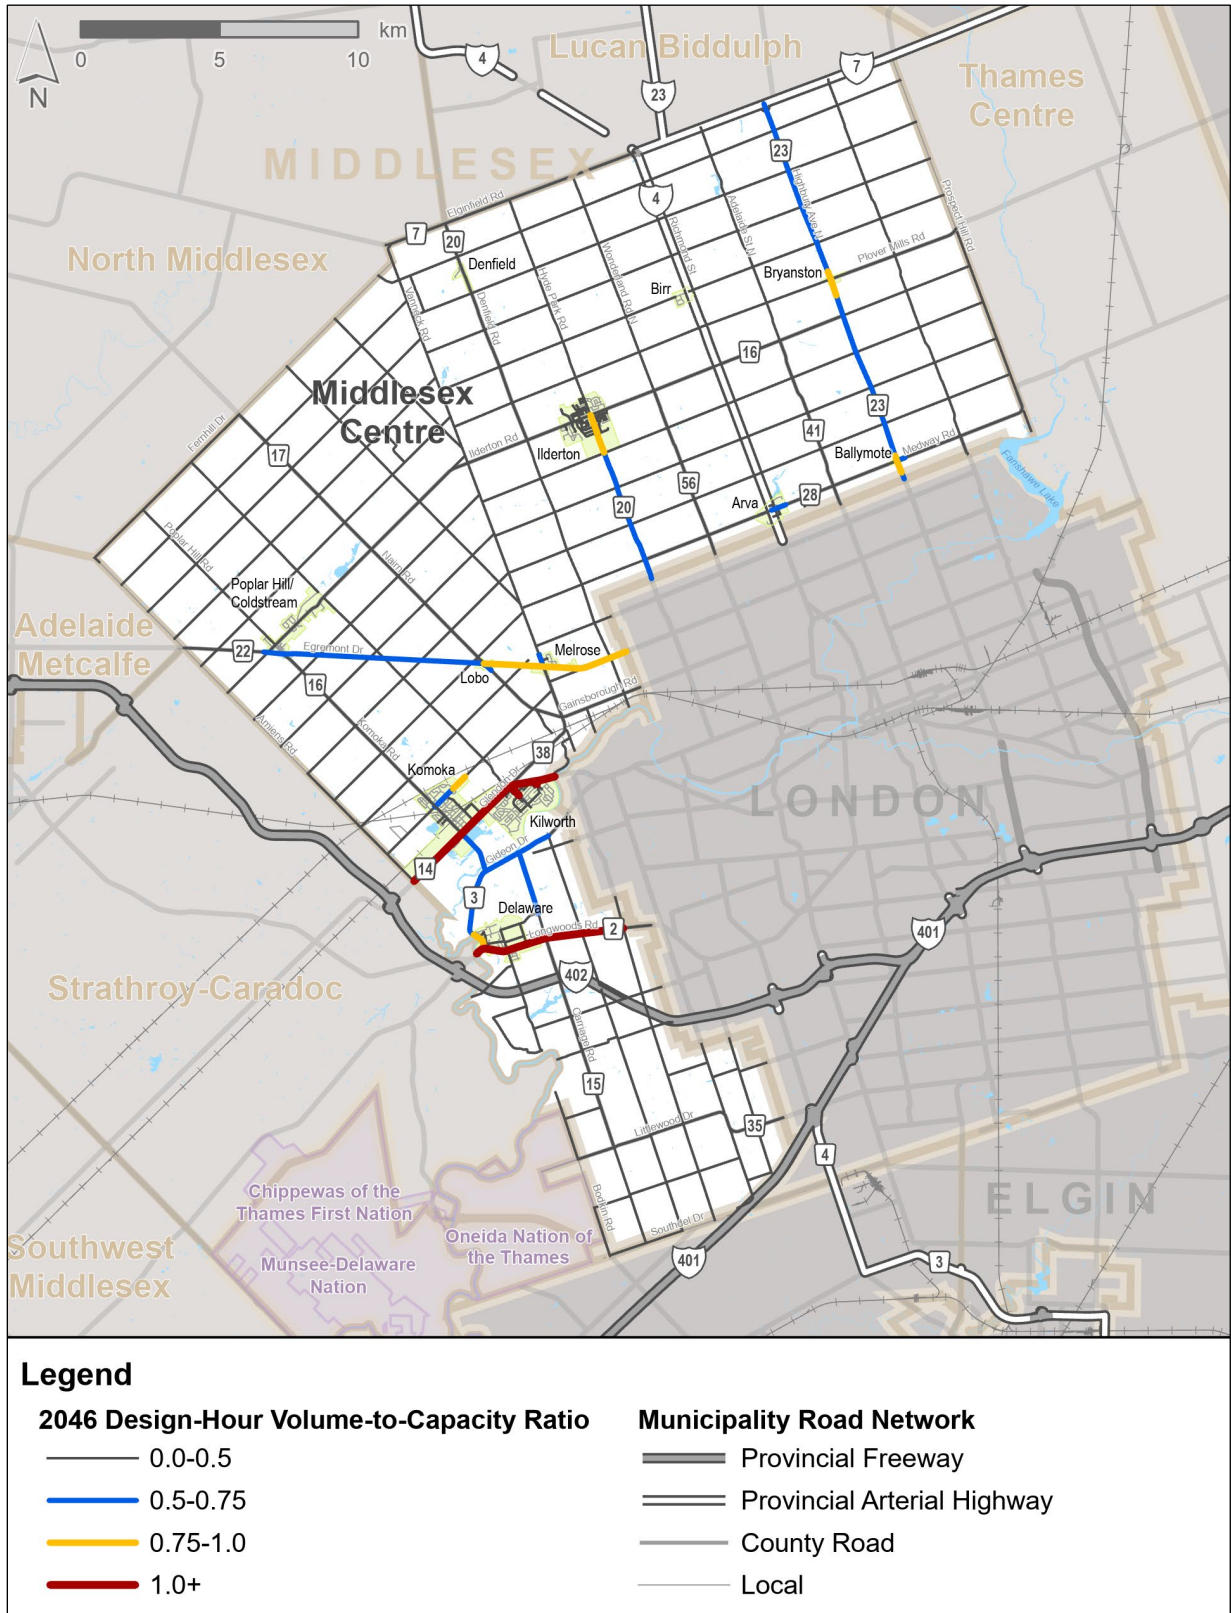 km
0 5 10
N
4
23
7
Lucan Biddulph
Thames
Centre
MIDDLESEX
23
Elginfield Rd
4
7
20
Highbury Ave N
Adelaide St N
Richmond St
Prospect Hill Rd
North Middlesex
Denfield
Plover Mills Rd
Wonderland Rd N
Hyde Park Rd
Denfield Rd
Vanneck Rd
Bryanston
Birr
16
Middlesex
Centre
23
Fernhill Dr
41
Ilderton Rd
Ilderton
Ballymote
Medway Rd
17
56
Fanshawe Lake
20
Arva
28
Poplar Hill Rd
Nairn Rd
Poplar Hill/
Coldstream
Adelaide
Metcalfe
22
Egremont Dr
Melrose
Lobo
16
Gainsborough Rd
Amiens Rd
Komoka Rd
38
Komoka
Glendon Dr
LONDON
Kilworth
Gideon Dr
14
3
Delaware
Longwoods Rd
2
401
402
Strathroy-Caradoc
Carriage Rd
15
Littlewood Dr
35
4
Chippewas of the
Thames First Nation
Bodkin Rd
ELGIN
Southdel Dr
Oneida Nation of
the Thames
Southwest
Middlesex
Munsee-Delaware
Nation
401
3
Legend
2046 Design-Hour Volume-to-Capacity Ratio
0.0-0.5
0.5-0.75
0.75-1.0
1.0+
Municipality Road Network
Provincial Freeway
Provincial Arterial Highway
County Road
Local